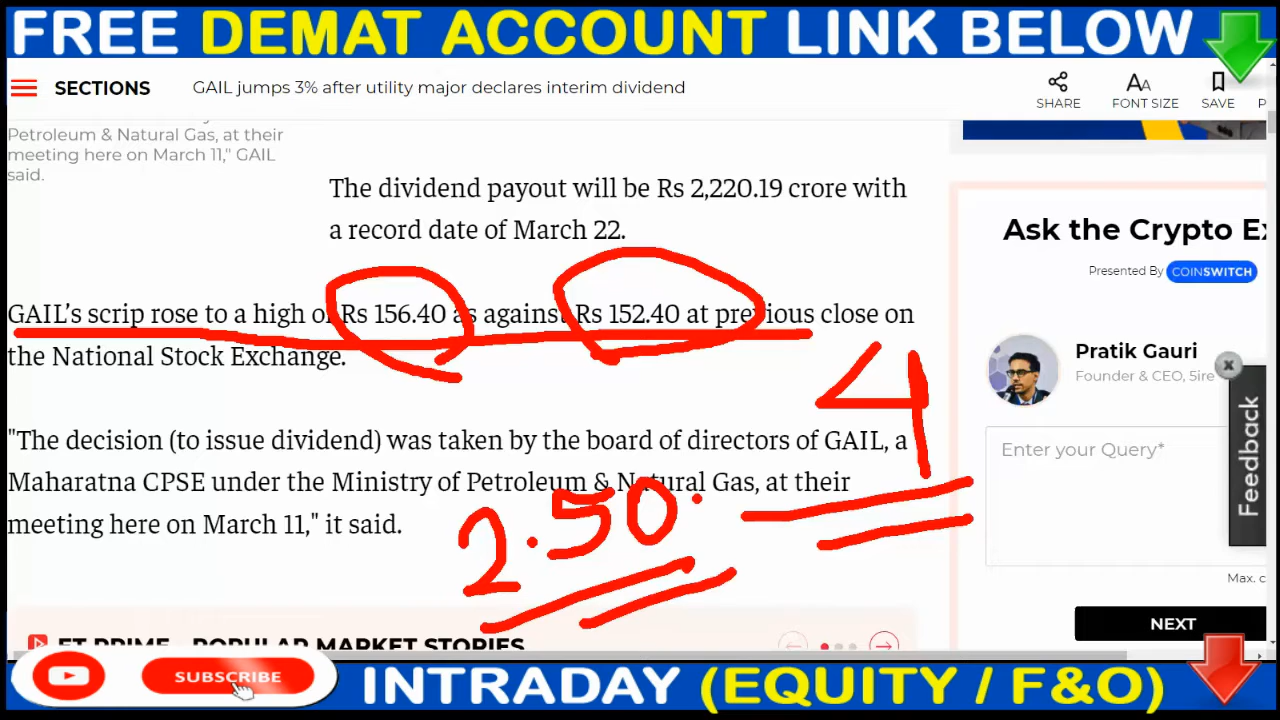 FREE DEMAT ACCOUNT LINK BELOW
SECTIONS
GAIL jumps 3% after utility major declares interim dividend
SHARE
AA
FONT SIZE
SAVE
Petroleum & Natural Gas, at their
meeting here on March 11," GAIL
said.
The dividend payout will be Rs 2,220.19 crore with
a record date of March 22.
GAIL's scrip rose to a high of Rs 156.40 as against Rs 152.40 at previous close on
the National Stock Exchange.
4
"The decision (to issue dividend) was taken by the board of directors of GAIL, a
Maharatna CPSE under the Ministry of Petroleum & Natural Gas, at their
meeting here on March 11," it said.
2.50
ET PRIME - POPULAR MARKET STORIES
Ask the Crypto Ex
Presented By COINSWITCH
Pratik Gauri
Founder & CEO, 5ire
x
Enter your Query*
Feedback
Max. c
NEXT
SUBSCRIBE
INTRADAY (EQUITY / F&O)